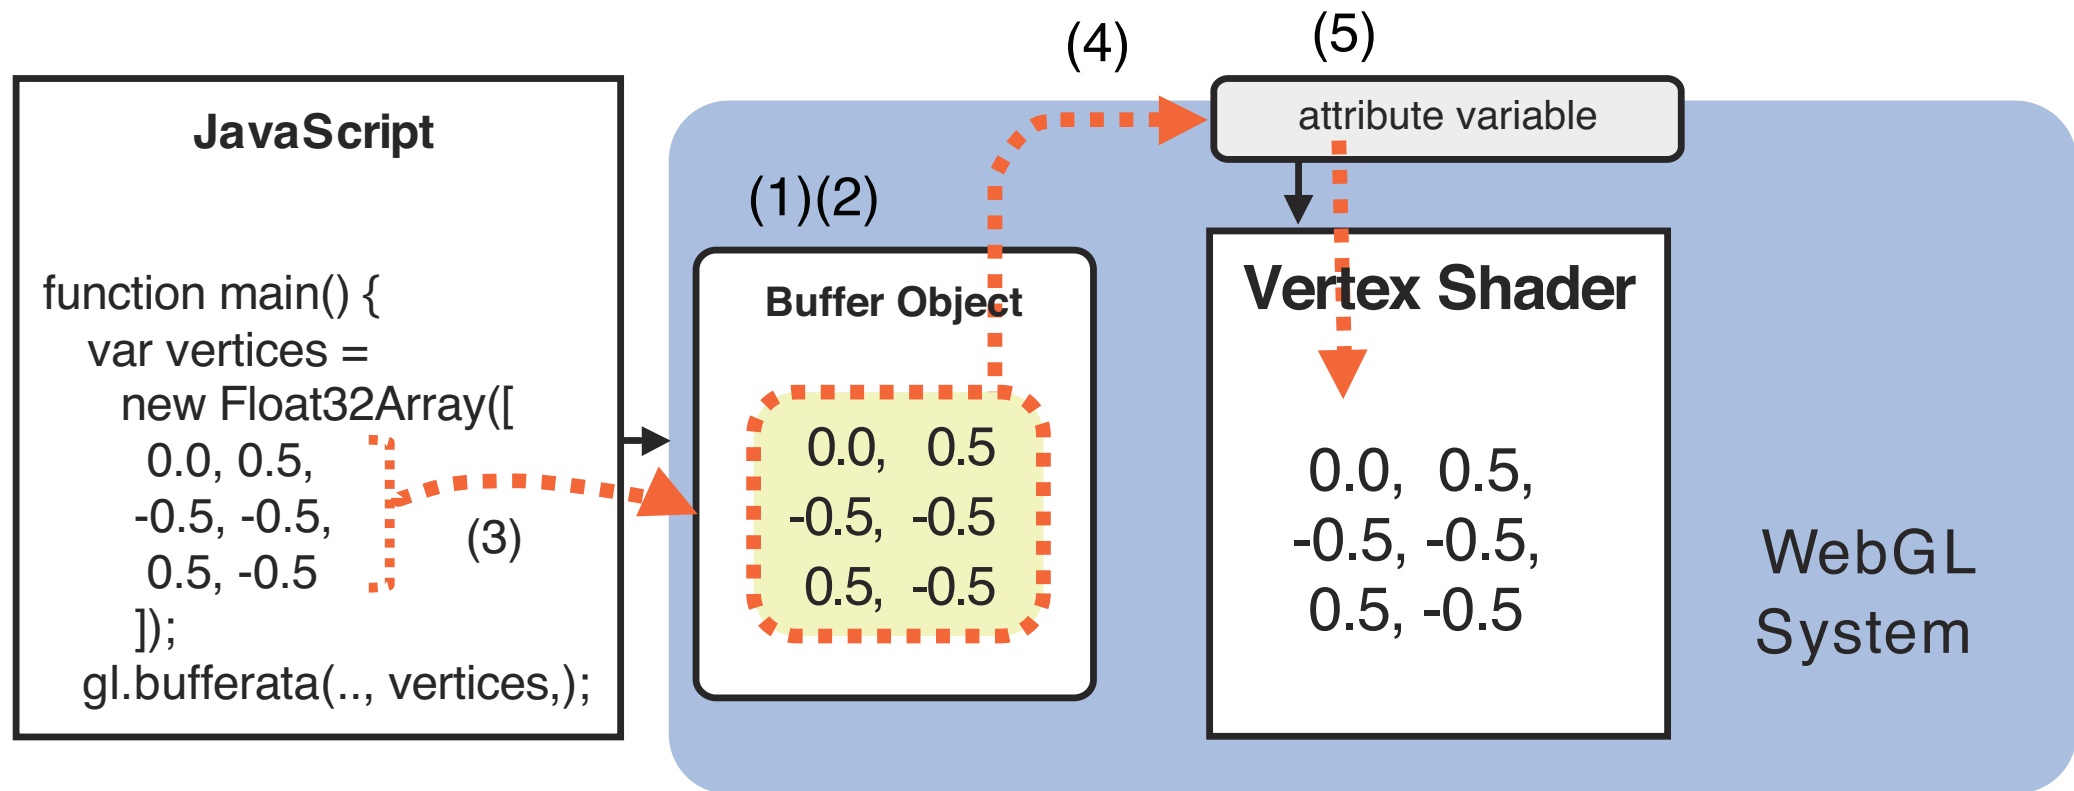 JavaScript
function main() {
var vertices =
new Float32Array([
0.0, 0.5,
-0.5, -0.5,
0.5, -0.5
]);
gl.bufferata(.., vertices,);
(3)
(1)(2)
Buffer Object
0.0, 0.5
-0.5, -0.5
0.5, -0.5
(4)
(5)
attribute variable
Vertex Shader
0.0, 0.5,
-0.5, -0.5,
0.5, -0.5
WebGL
System